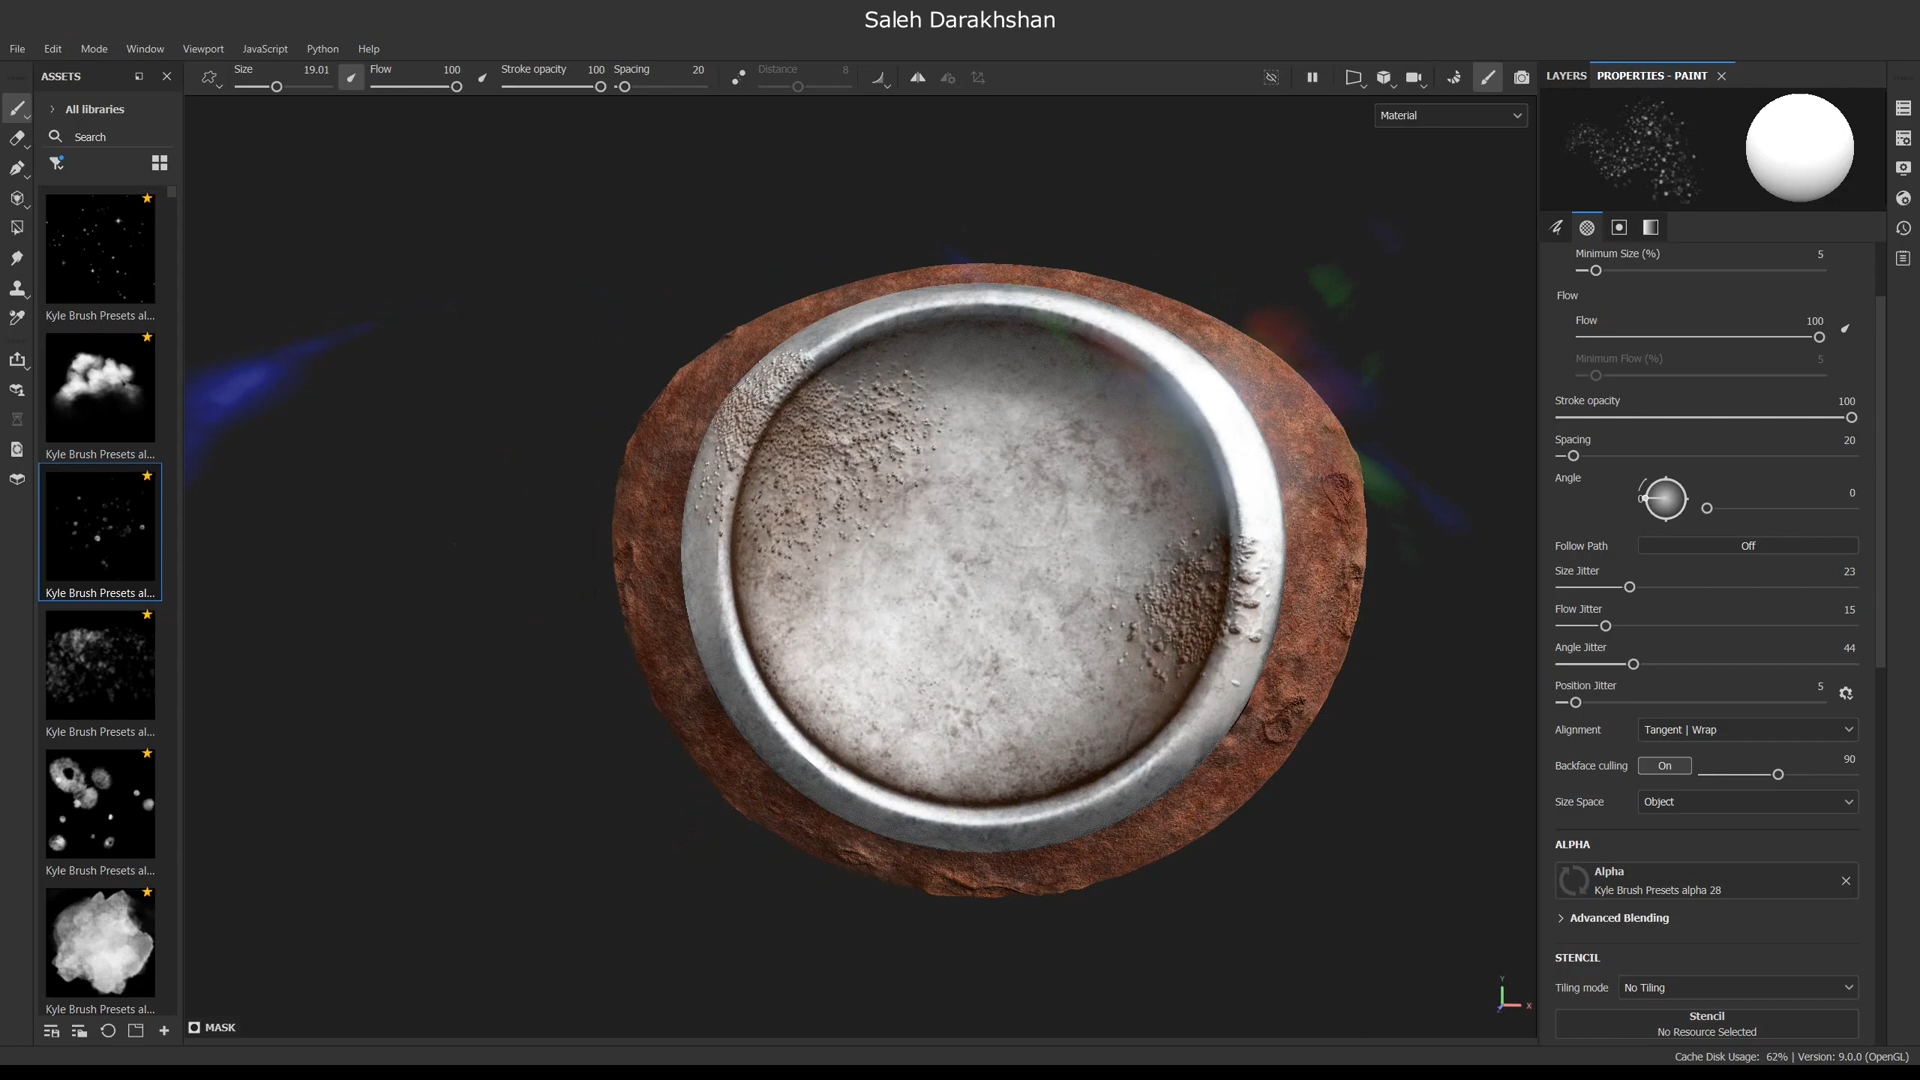 Saleh Darakhshan
File Edit Mode Window Viewport JavaScript Python Help
ASSETS
All libraries
Search
Kyle Brush Presets al...
Kyle Brush Presets al...
Kyle Brush Presets al...
Kyle Brush Presets al...
Kyle Brush Presets al...
Kyle Brush Presets al...
Size 19.01 Flow 100 Stroke opacity 100 Spacing 20 Distance 8
Material
MASK
Y
X
LAYERS PROPERTIES - PAINT
Minimum Size (%) 5
Flow
Flow 100
Minimum Flow (%) 5
Stroke opacity 100
Spacing 20
Angle 0 0
Follow Path Off
Size Jitter 23
Flow Jitter 15
Angle Jitter 44
Position Jitter 5
Alignment Tangent | Wrap
Backface culling On 90
Size Space Object
ALPHA
Alpha
Kyle Brush Presets alpha 28
Advanced Blending
STENCIL
Tiling mode No Tiling
Stencil
No Resource Selected
Cache Disk Usage: 62% | Version: 9.0.0 (OpenGL)